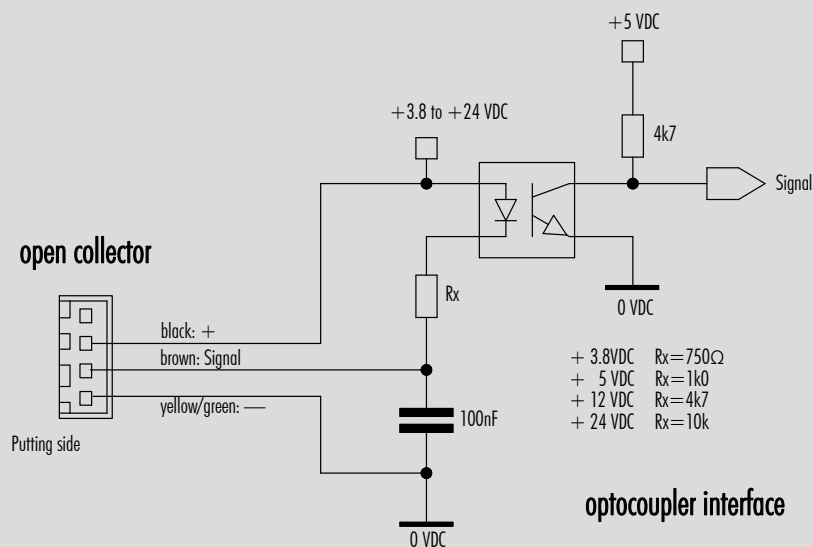 +5 VDC
+3.8 to +24 VDC
4k7
Signal
open collector
Rx
0 VDC
black: +
brown: Signal
yellow/green: —
100nF
Putting side
+ 3.8VDC Rx=750Ω
+ 5 VDC Rx=1k0
+ 12 VDC Rx=4k7
+ 24 VDC Rx=10k
optocoupler interface
0 VDC